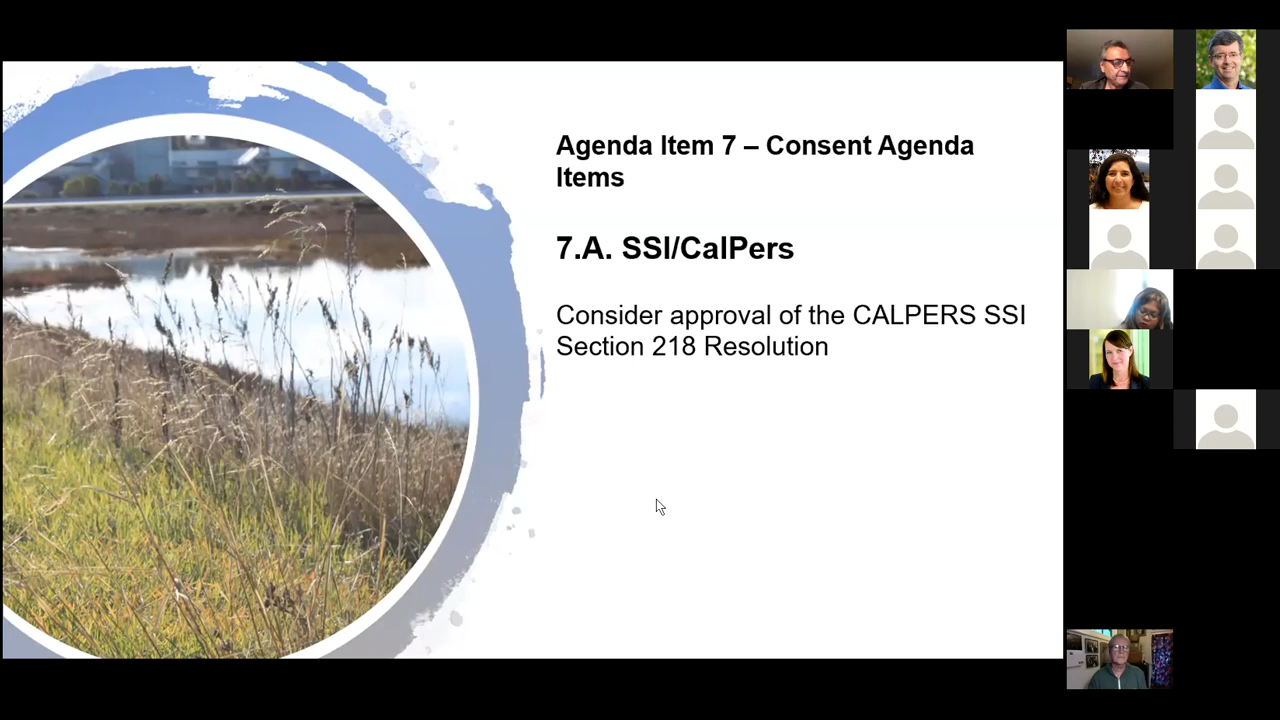 Agenda Item 7 – Consent Agenda
Items
7.A. SSI/CalPers
Consider approval of the CALPERS SSI
Section 218 Resolution